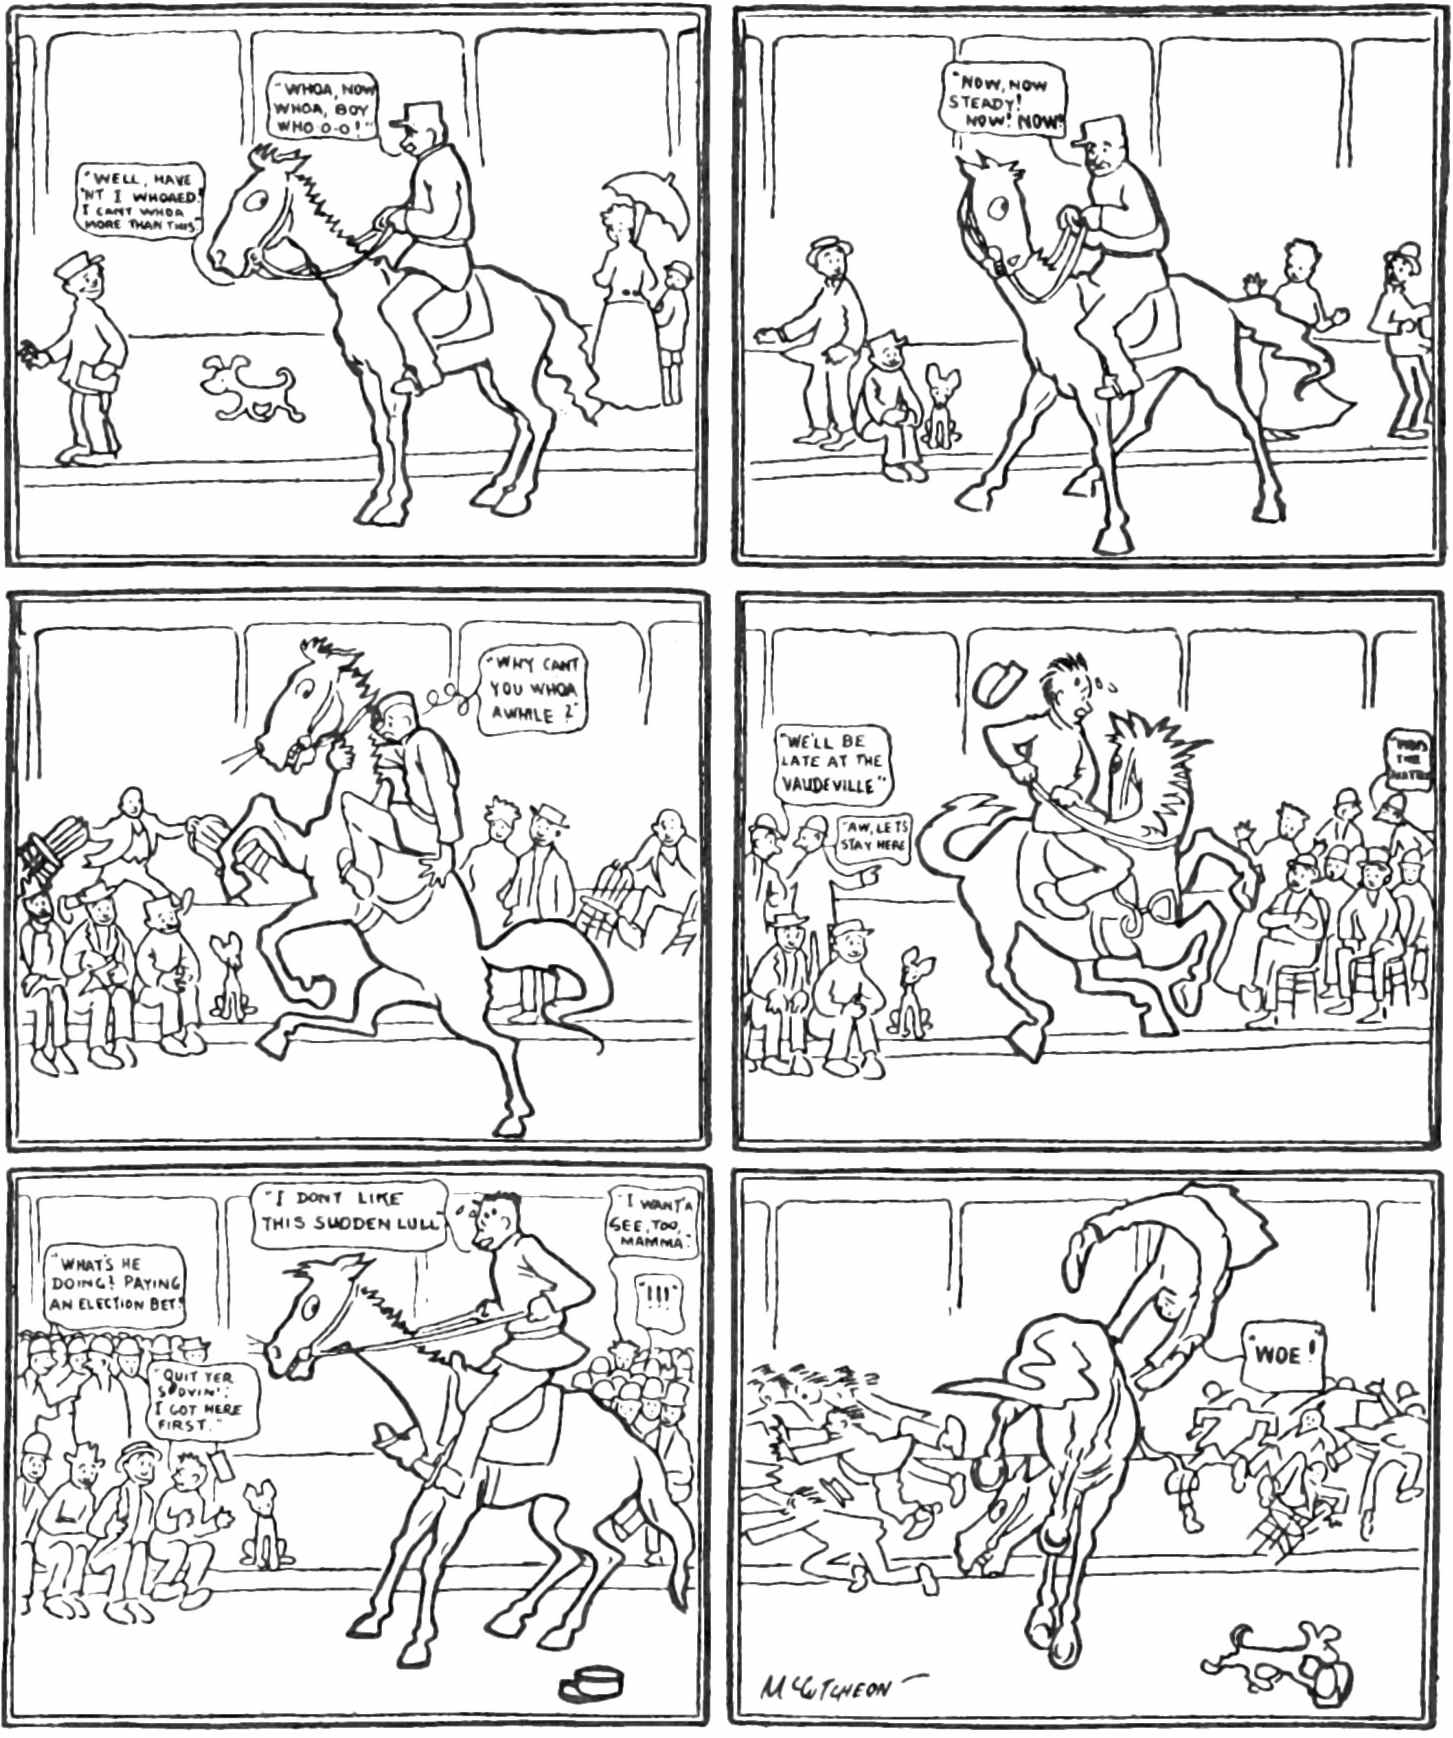 "WHOA, NOW
WHOA, BOY
WHO-O-O!"
"WELL, HAVE
'NT I WHOAED!
I CANT WHOA
MORE THAN THIS"
"NOW, NOW
STEADY!
NOW! NOW!
"WHY CANT
YOU WHOA
AWHILE?"
"WE'LL BE
LATE AT THE
VAUDEVILLE"
"AW, LETS
STAY HERE
THE
"I DONT LIKE
THIS SUDDEN LULL
"I WANT'A
SEE, TOO,
MAMMA."
"WHAT'S HE
DOING? PAYING
AN ELECTION BET?
"!!!"
"QUIT YER
SHOVIN'.
I GOT HERE
FIRST."
"WOE!"
McCUTCHEON